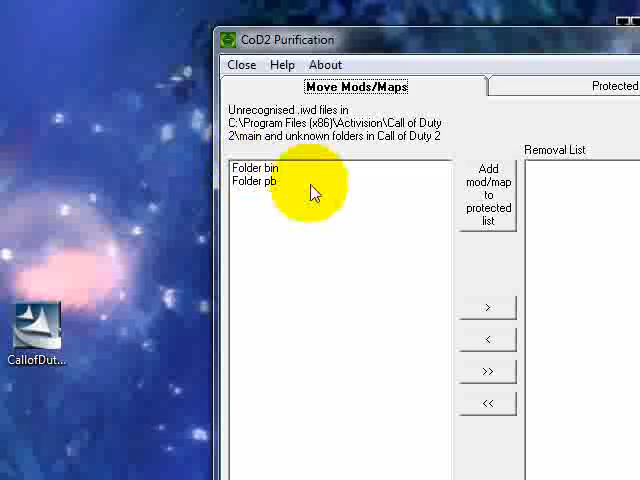 CoD2 Purification
Close Help About
Move Mods/Maps
Protected
Unrecognised .iwd files in
C:\Program Files (x86)\Activision\Call of Duty
2\main and unknown folders in Call of Duty 2
Removal List
Folder bin
Folder pb
Add
mod/map
to
protected
list
>
<
>>
<<
CallofDut...